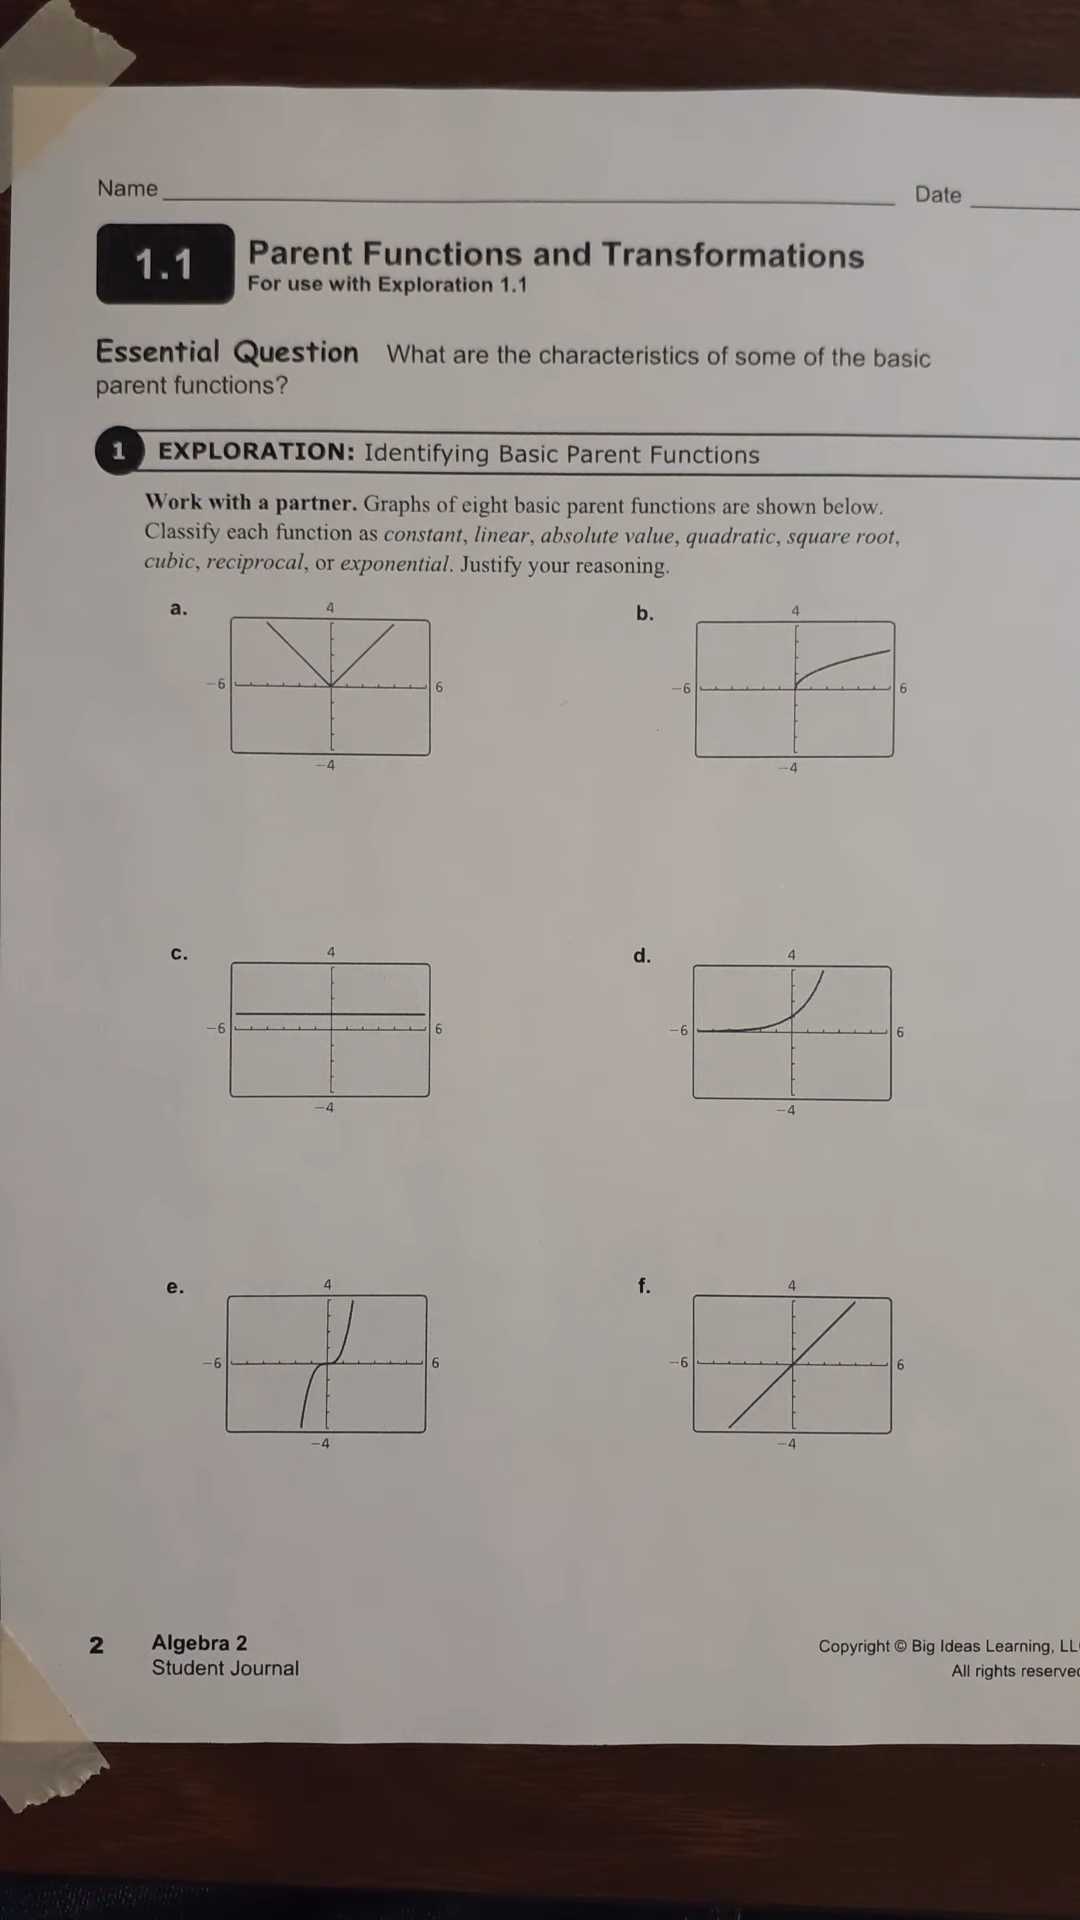 Name Date
1.1 Parent Functions and Transformations
For use with Exploration 1.1
Essential Question What are the characteristics of some of the basic
parent functions?
1 EXPLORATION: Identifying Basic Parent Functions
Work with a partner. Graphs of eight basic parent functions are shown below.
Classify each function as constant, linear, absolute value, quadratic, square root,
cubic, reciprocal, or exponential. Justify your reasoning.
a. 4 b. 4
−6 6 −6 6
−4 −4
c. 4 d. 4
−6 6 −6 6
−4 −4
e. 4 f. 4
−6 6 −6 6
−4 −4
2 Algebra 2 Copyright © Big Ideas Learning,
Student Journal All rights